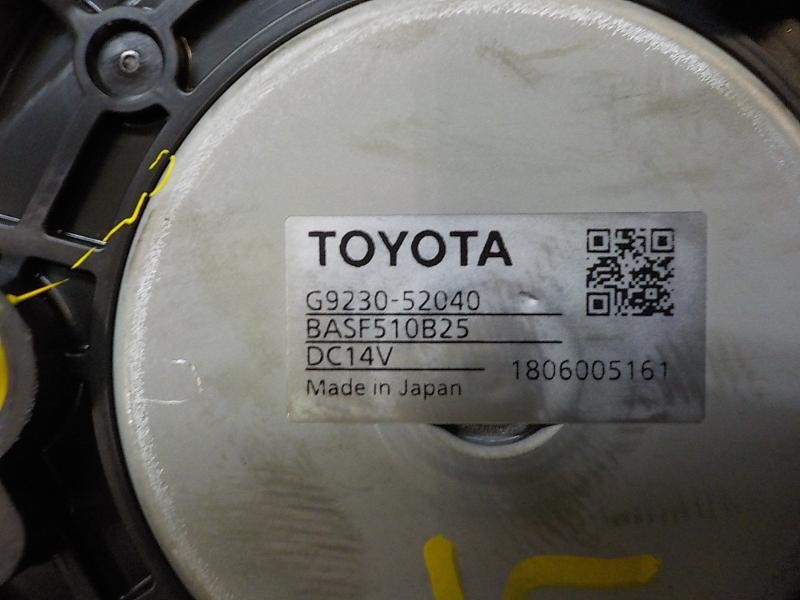 TOYOTA
G9230-52040
BASF510B25
DC14V
1806005161
Made in Japan